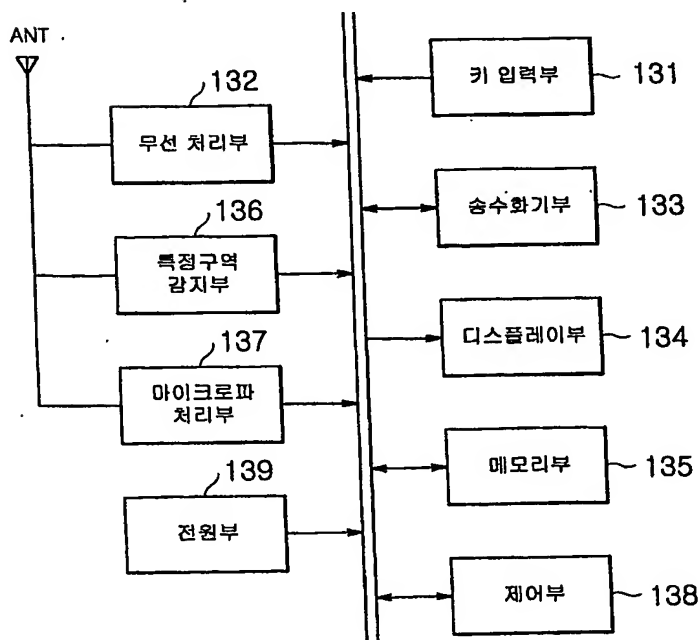 ANT
132
무선 처리부
136
특정구역
감지부
137
마이크로파
처리부
139
전원부
키 입력부
131
송수화기부
133
디스플레이부
134
메모리부
135
제어부
138